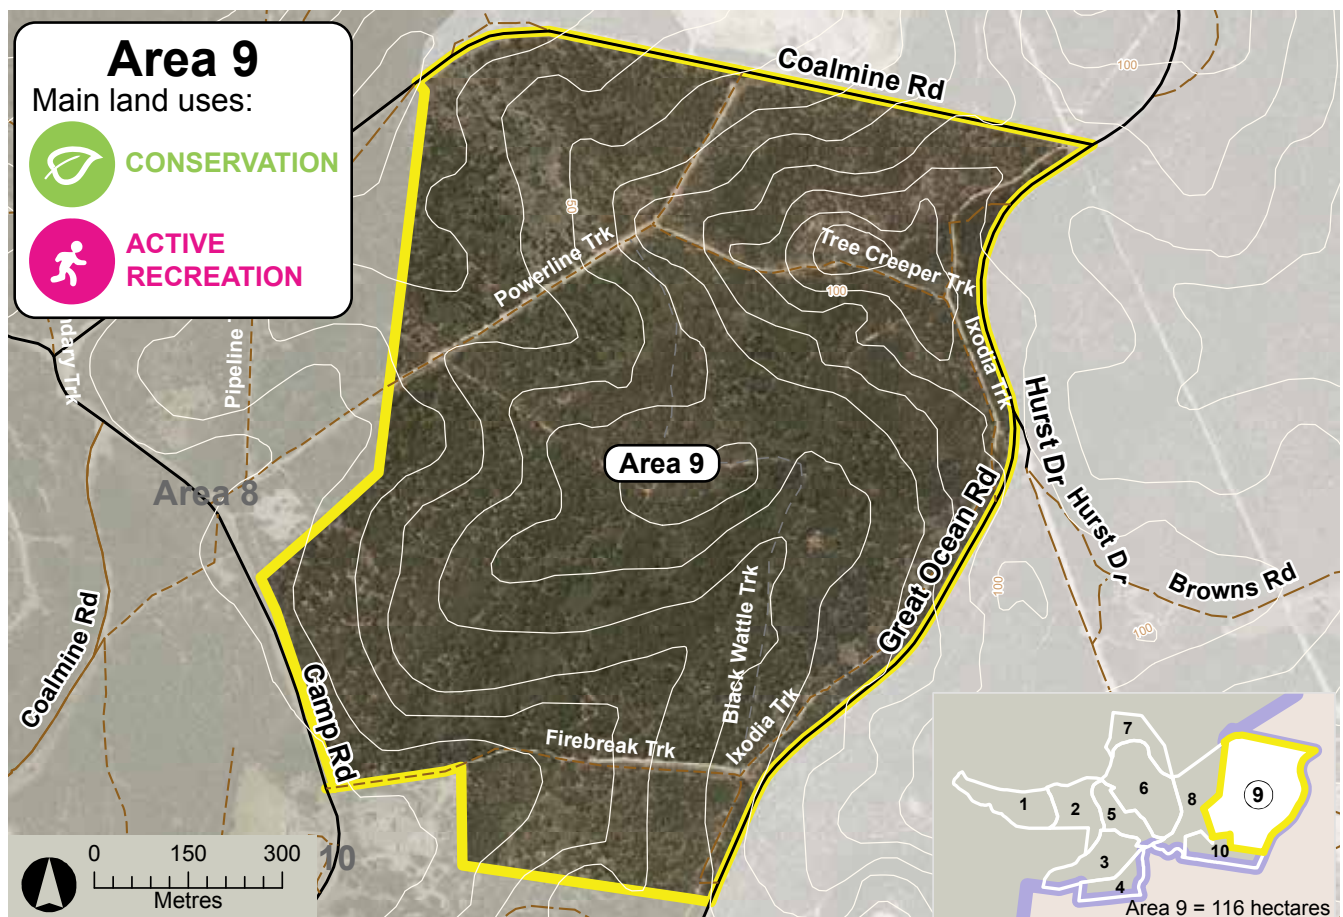 Area 9
Main land uses:
CONSERVATION
ACTIVE
RECREATION
Coalmine Rd
100
50
Powerline Trk
Tree Creeper Trk
100
Ixodia Trk
ndary Trk
Pipeline
Area 8
Area 9
Hurst Dr
Hurst Dr
Browns Rd
100
100
Great Ocean Rd
Black Wattle Trk
Ixodia Trk
Firebreak Trk
Camp Rd
Coalmine Rd
10
0 150 300
Metres
7
6
8
9
1
2
5
3
4
10
Area 9 = 116 hectares